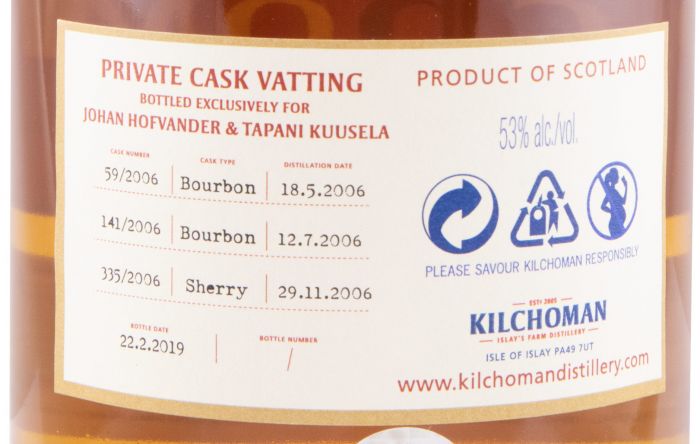 PRIVATE CASK VATTING
BOTTLED EXCLUSIVELY FOR
JOHAN HOFVANDER & TAPANI KUUSELA
CASK NUMBER CASK TYPE DISTILLATION DATE
59/2006 Bourbon 18.5.2006
141/2006 Bourbon 12.7.2006
335/2006 Sherry 29.11.2006
BOTTLE DATE BOTTLE NUMBER
22.2.2019 /
PRODUCT OF SCOTLAND
53% alc./vol.
PLEASE SAVOUR KILCHOMAN RESPONSIBLY
ESTD 2005
KILCHOMAN
ISLAY'S FARM DISTILLERY
ISLE OF ISLAY PA49 7UT
www.kilchomandistillery.com